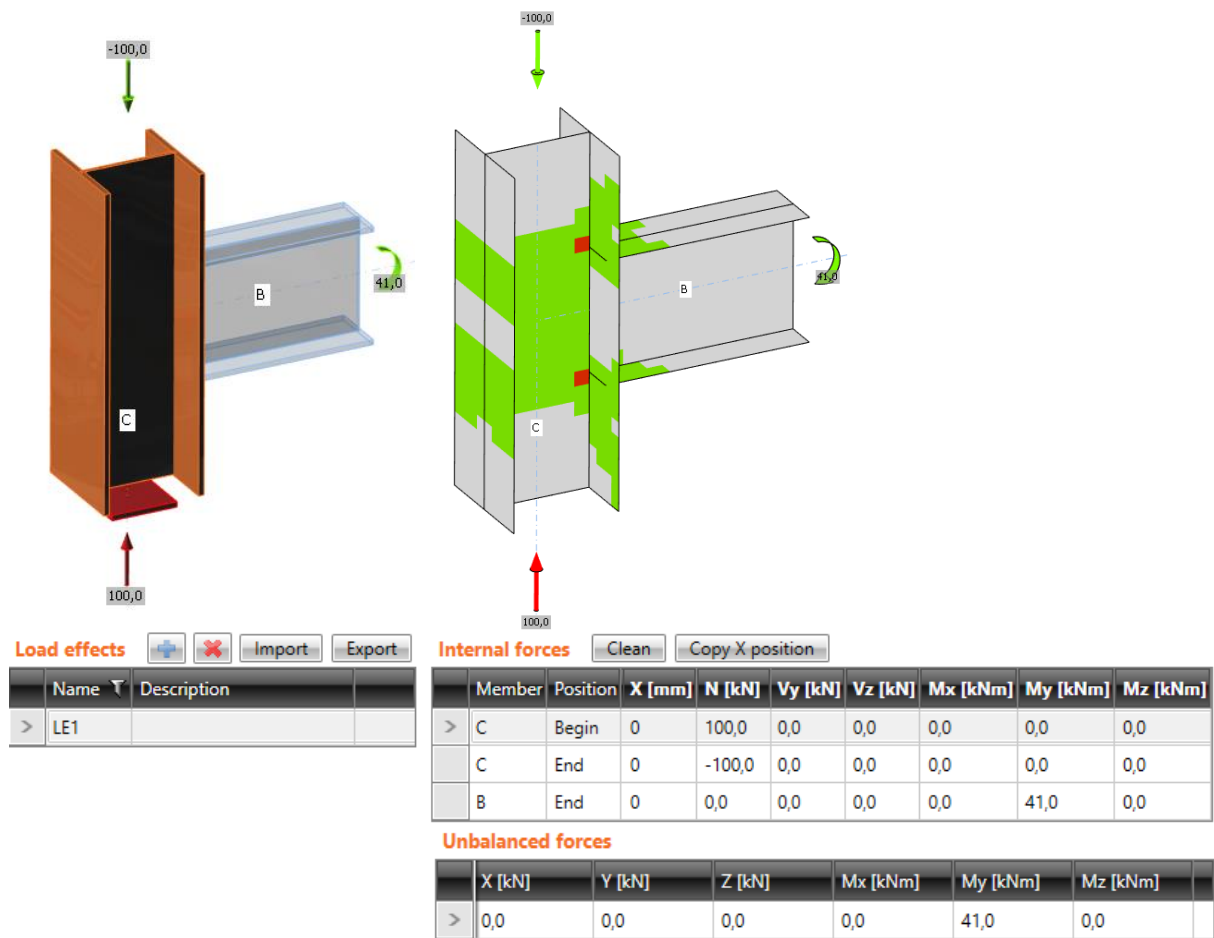 -100,0
-100,0
41,0
B
41,0
B
C
C
100,0
100,0
Load effects Import Export
Name Description
> LE1
Internal forces Clean Copy X position
Member Position X [mm] N [kN] Vy [kN] Vz [kN] Mx [kNm] My [kNm] Mz [kNm]
> C Begin 0 100,0 0,0 0,0 0,0 0,0 0,0
C End 0 -100,0 0,0 0,0 0,0 0,0 0,0
B End 0 0,0 0,0 0,0 0,0 41,0 0,0
Unbalanced forces
X [kN] Y [kN] Z [kN] Mx [kNm] My [kNm] Mz [kNm]
> 0,0 0,0 0,0 0,0 41,0 0,0